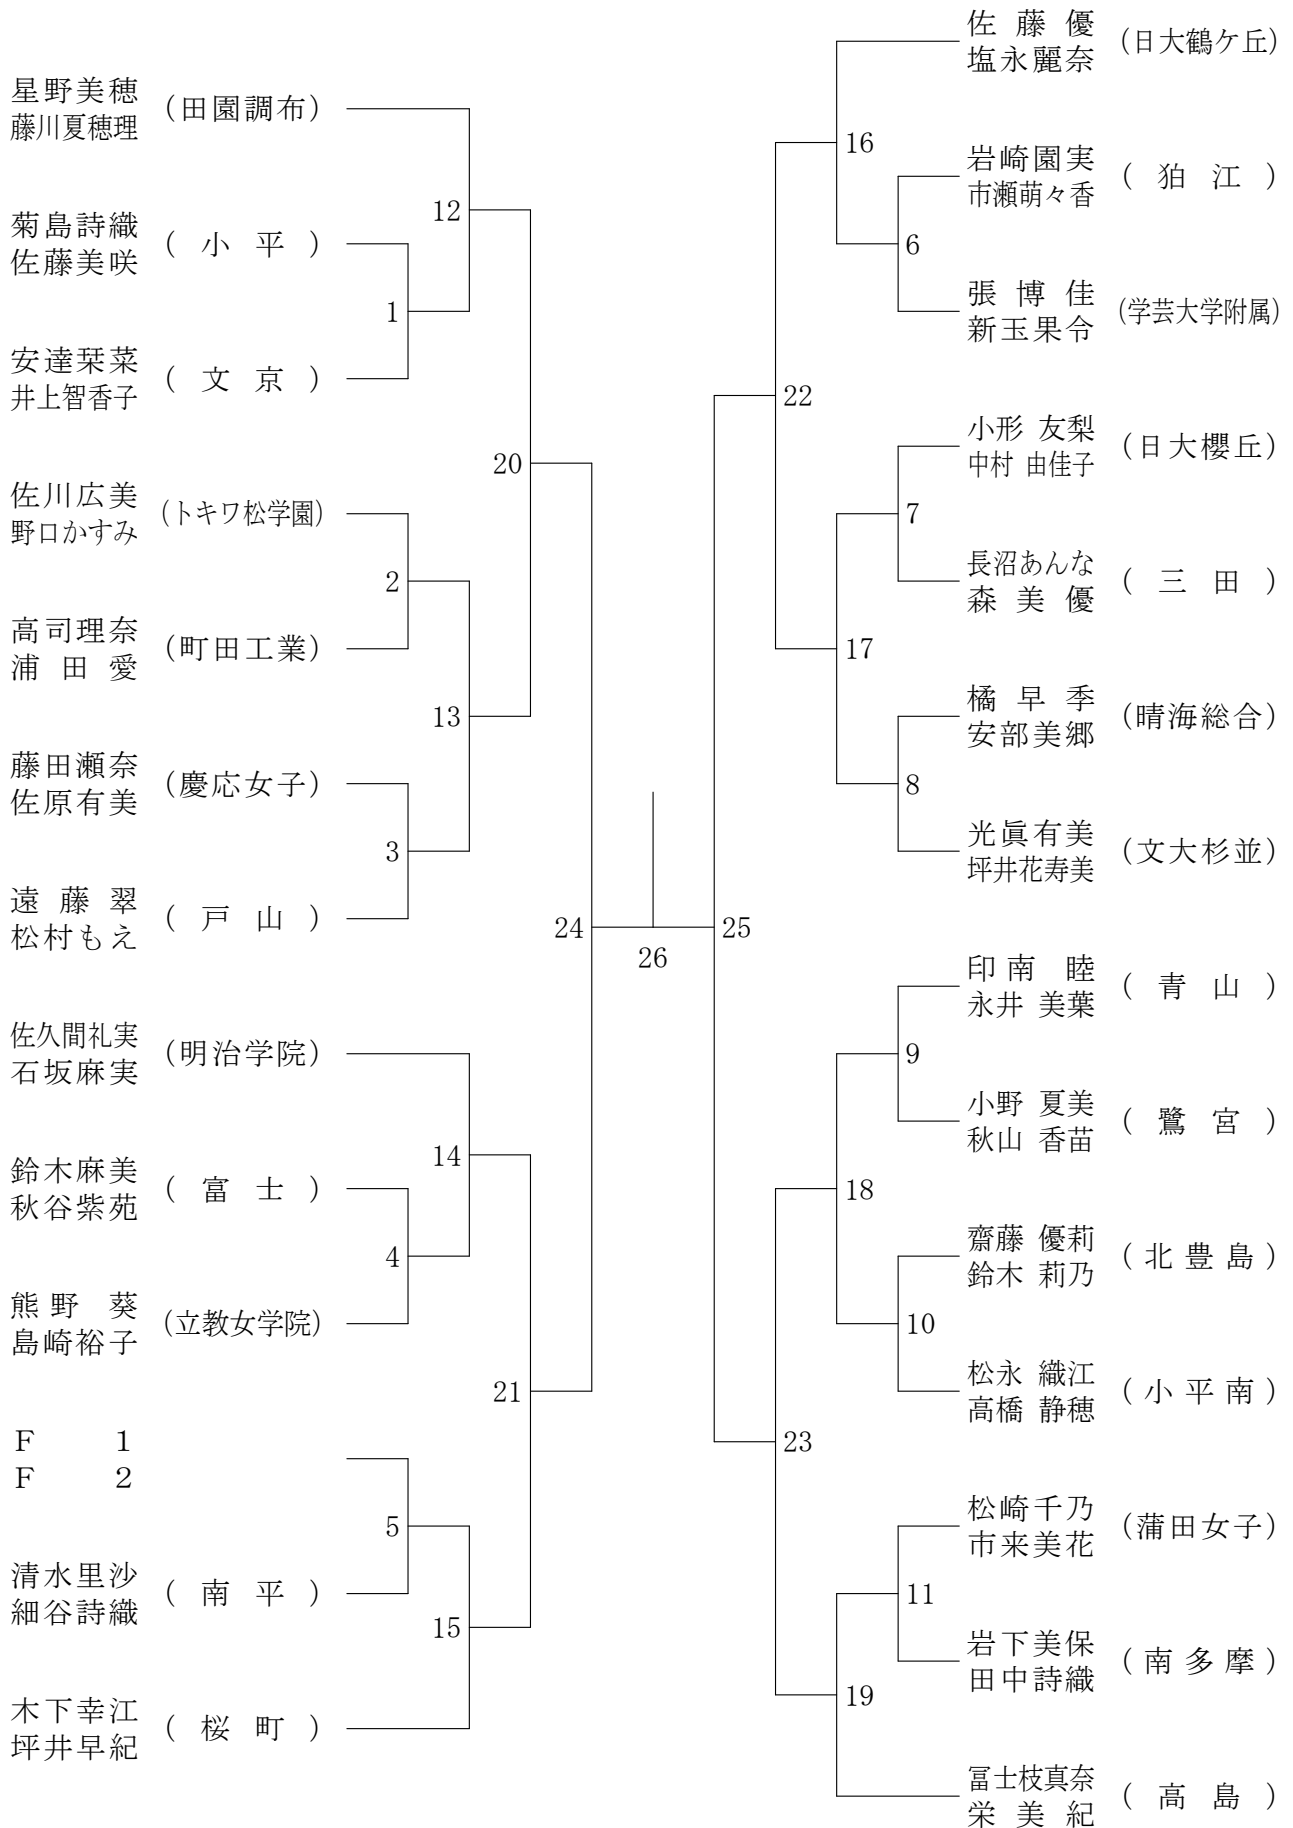 星野美穂
藤川夏穂理
(田園調布)
12
菊島詩織
佐藤美咲
( 小 平 )
1
安達栞菜
井上智香子
( 文 京 )
20
佐川広美
野口かすみ
(トキワ松学園)
2
高司理奈
浦田愛
(町田工業)
13
藤田瀬奈
佐原有美
(慶応女子)
3
遠藤翠
松村もえ
( 戸 山 )
24
佐久間礼実
石坂麻実
(明治学院)
14
鈴木麻美
秋谷紫苑
( 富 士 )
4
熊野 葵
島崎裕子
(立教女学院)
21
F 1
F 2
5
清水里沙
細谷詩織
( 南 平 )
15
木下幸江
坪井早紀
( 桜 町 )
26
佐藤優
塩永麗奈
(日大鶴ケ丘)
16
岩崎園実
市瀬萌々香
( 狛 江 )
6
張博佳
新玉果令
(学芸大学附属)
22
小形 友梨
中村 由佳子
(日大櫻丘)
7
長沼あんな
森美優
( 三 田 )
17
橘早季
安部美郷
(晴海総合)
8
光眞有美
坪井花寿美
(文大杉並)
25
印南 睦
永井 美葉
( 青 山 )
9
小野 夏美
秋山 香苗
( 鷺 宮 )
18
齋藤 優莉
鈴木 莉乃
(北豊島)
10
松永 織江
高橋 静穂
(小平南)
23
松崎千乃
市来美花
(蒲田女子)
11
岩下美保
田中詩織
(南多摩)
19
冨士枝真奈
栄美紀
( 高 島 )